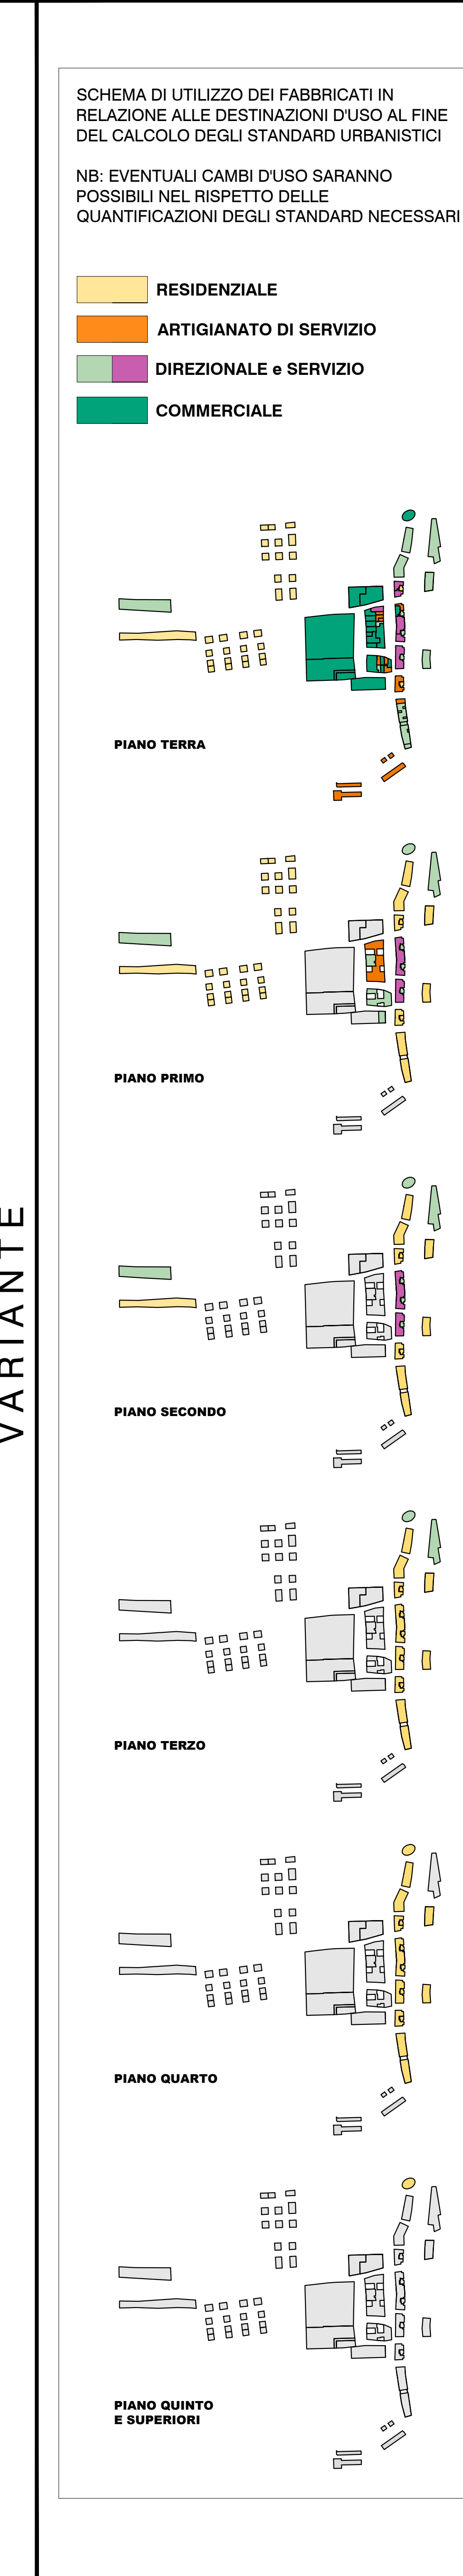 VARIANTE
SCHEMA DI UTILIZZO DEI FABBRICATI IN
RELAZIONE ALLE DESTINAZIONI D'USO AL FINE
DEL CALCOLO DEGLI STANDARD URBANISTICI
NB: EVENTUALI CAMBI D'USO SARANNO
POSSIBILI NEL RISPETTO DELLE
QUANTIFICAZIONI DEGLI STANDARD NECESSARI
RESIDENZIALE
ARTIGIANATO DI SERVIZIO
DIREZIONALE e SERVIZIO
COMMERCIALE
PIANO TERRA
PIANO PRIMO
PIANO SECONDO
PIANO TERZO
PIANO QUARTO
PIANO QUINTO
E SUPERIORI